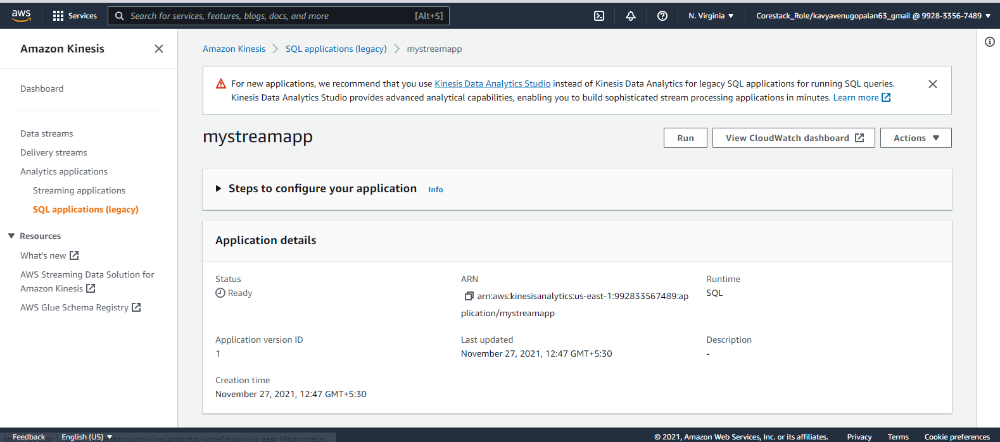 aws
Services
Search for services, features, blogs, docs, and more [Alt+S]
N. Virginia
Corestack_Role/kavyavenugopalan63_gmail @ 9928-3356-7489
Amazon Kinesis
Dashboard
Data streams
Delivery streams
Analytics applications
Streaming applications
SQL applications (legacy)
Resources
What's new
AWS Streaming Data Solution for
Amazon Kinesis
AWS Glue Schema Registry
Amazon Kinesis > SQL applications (legacy) > mystreamapp
For new applications, we recommend that you use Kinesis Data Analytics Studio instead of Kinesis Data Analytics for legacy SQL applications for running SQL queries.
Kinesis Data Analytics Studio provides advanced analytical capabilities, enabling you to build sophisticated stream processing applications in minutes. Learn more
mystreamapp
Run
View CloudWatch dashboard
Actions
Steps to configure your application Info
Application details
Status
Ready
ARN
arn:aws:kinesisanalytics:us-east-1:992833567489:ap
plication/mystreamapp
Runtime
SQL
Application version ID
1
Last updated
November 27, 2021, 12:47 GMT+5:30
Description
-
Creation time
November 27, 2021, 12:47 GMT+5:30
Feedback
English (US)
© 2021, Amazon Web Services, Inc. or its affiliates.
Privacy
Terms
Cookie preferences